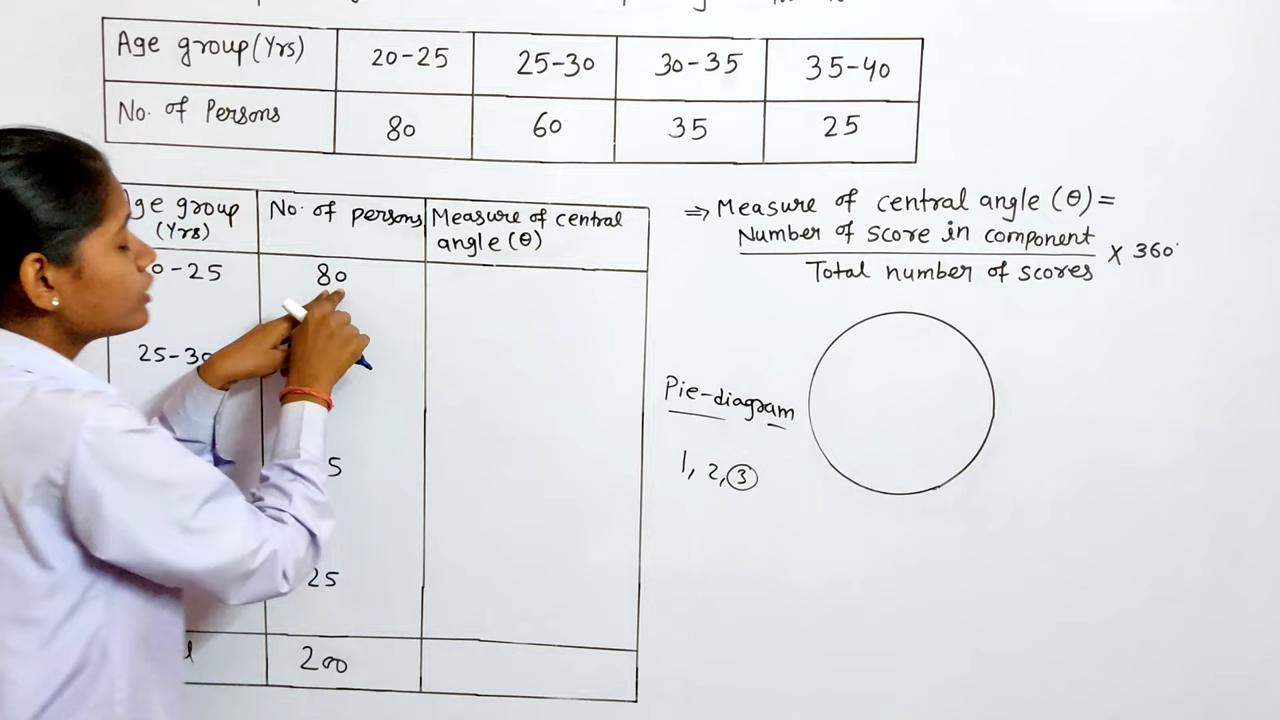 Age group (Yrs) 20-25 25-30 30-35 35-40
No. of Persons 80 60 35 25
ge group (Yrs) No. of persons Measure of central angle (θ)
0-25 80
25-30
5
25
200
⇒ Measure of central angle (θ) =
Number of score in component
Total number of scores
× 360°
Pie-diagram
1, 2, 3